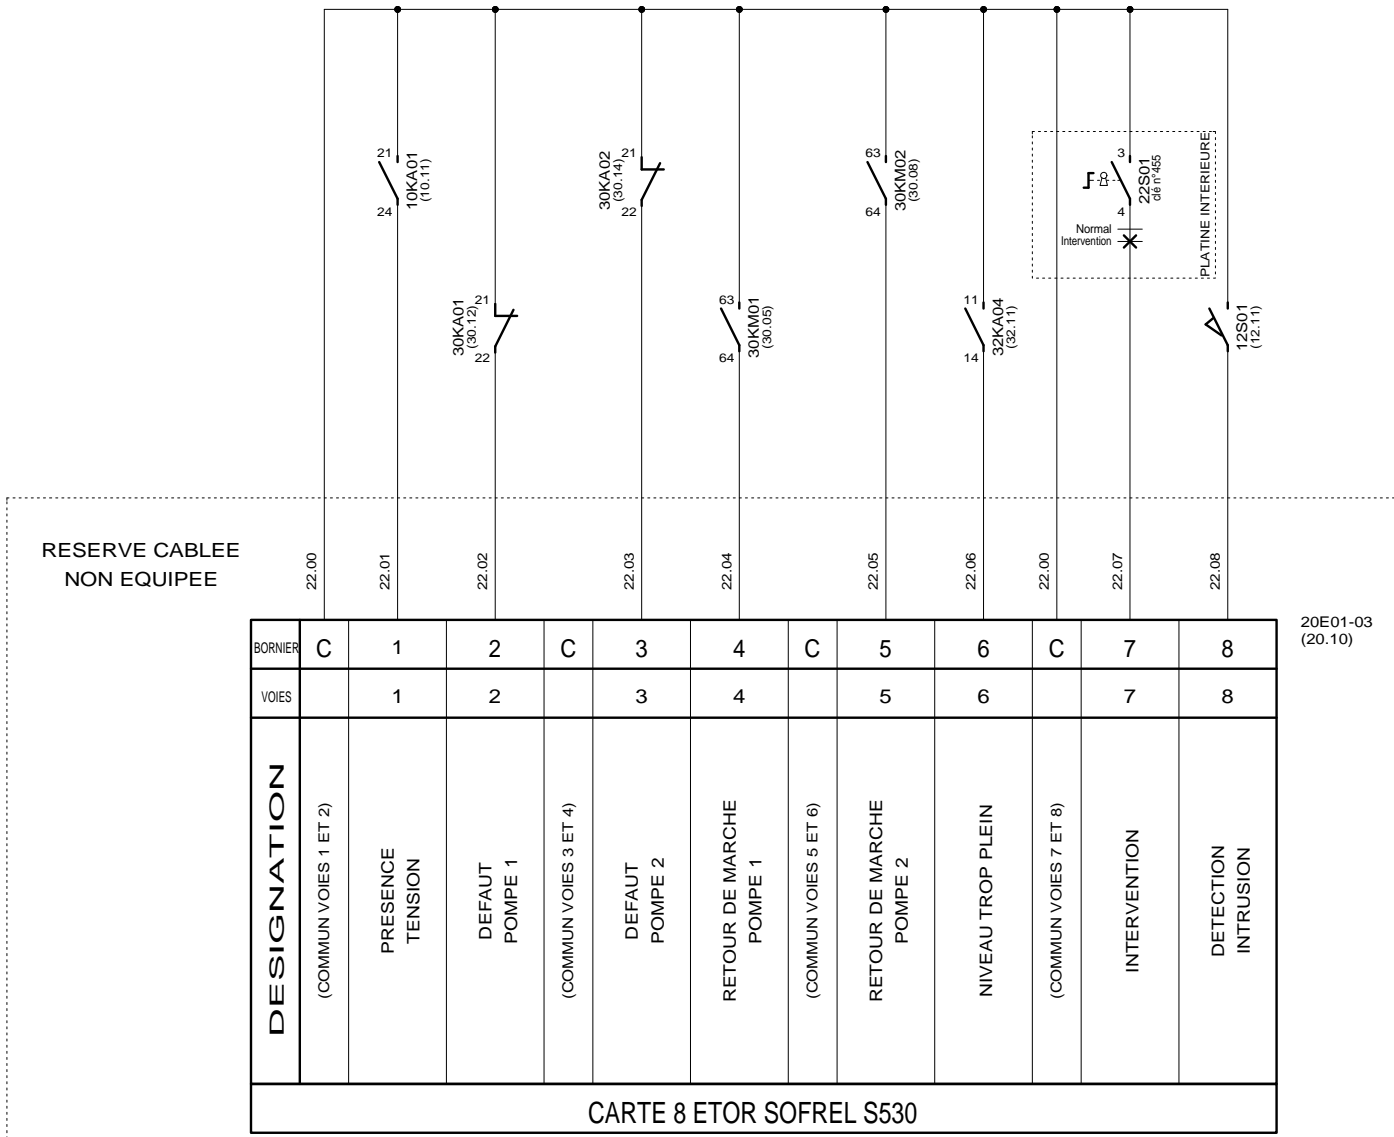 21
10KA01
(10.11)
24
30KA02
(30.14)
21
22
63
30KM02
(30.08)
64
3
22S01
clé n°455
4
Normal
Intervention
PLATINE INTERIEURE
30KA01
(30.12)
21
22
63
30KM01
(30.05)
64
11
32KA04
(32.11)
14
12S01
(12.11)
RESERVE CABLEE
NON EQUIPEE
22.00
22.01
22.02
22.03
22.04
22.05
22.06
22.00
22.07
22.08
20E01-03
(20.10)
BORNIER C 1 2 C 3 4 C 5 6 C 7 8
VOIES 1 2 3 4 5 6 7 8
DESIGNATION
(COMMUN VOIES 1 ET 2)
PRESENCE
TENSION
DEFAUT
POMPE 1
(COMMUN VOIES 3 ET 4)
DEFAUT
POMPE 2
RETOUR DE MARCHE
POMPE 1
(COMMUN VOIES 5 ET 6)
RETOUR DE MARCHE
POMPE 2
NIVEAU TROP PLEIN
(COMMUN VOIES 7 ET 8)
INTERVENTION
DETECTION
INTRUSION
CARTE 8 ETOR SOFREL S530